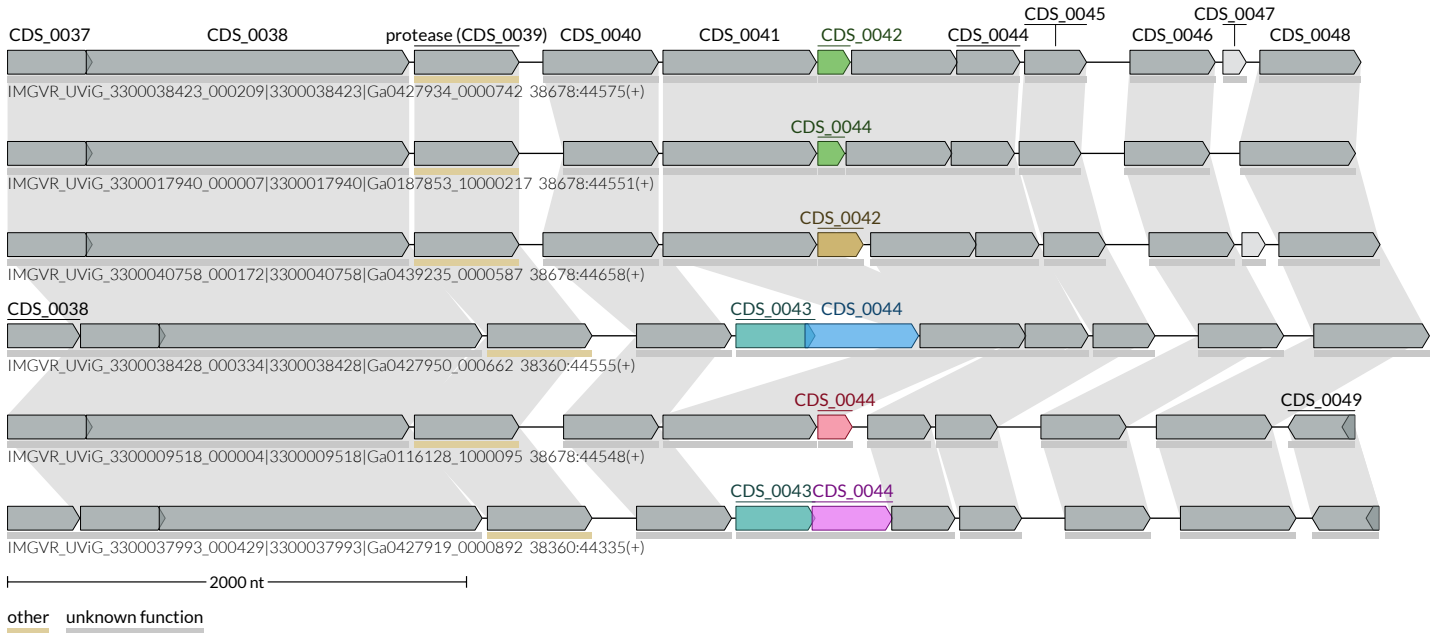 CDS_0045 CDS_0047
CDS_0037 CDS_0038 protease (CDS_0039) CDS_0040 CDS_0041 CDS_0042 CDS_0044 CDS_0046 CDS_0048
IMGVR_UViG_3300038423_000209|3300038423|Ga0427934_0000742 38678:44575(+)
CDS_0044
IMGVR_UViG_3300017940_000007|3300017940|Ga0187853_10000217 38678:44551(+)
CDS_0042
IMGVR_UViG_3300040758_000172|3300040758|Ga0439235_0000587 38678:44658(+)
CDS_0038 CDS_0043 CDS_0044
IMGVR_UViG_3300038428_000334|3300038428|Ga0427950_000662 38360:44555(+)
CDS_0044 CDS_0049
IMGVR_UViG_3300009518_000004|3300009518|Ga0116128_1000095 38678:44548(+)
CDS_0043 CDS_0044
IMGVR_UViG_3300037993_000429|3300037993|Ga0427919_0000892 38360:44335(+)
2000 nt
other unknown function